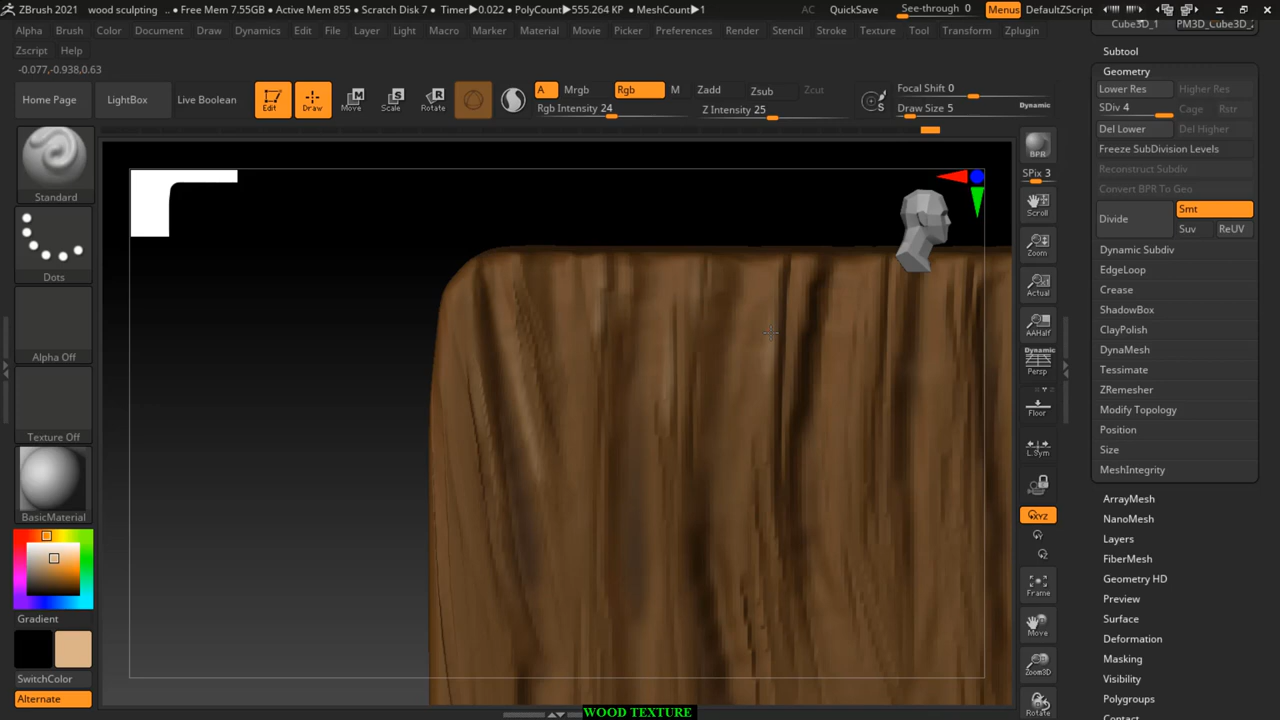 ZBrush 2021 wood sculpting .. • Free Mem 7.55GB • Active Mem 855 • Scratch Disk 7 • Timer▶0.022 • PolyCount▶555.264 KP • MeshCount▶1 AC QuickSave See-through 0 Menus DefaultZScript
Alpha Brush Color Document Draw Dynamics Edit File Layer Light Macro Marker Material Movie Picker Preferences Render Stencil Stroke Texture Tool Transform Zplugin
Zscript Help
-0.077,-0.938,0.63
Home Page LightBox Live Boolean Edit Draw Move Scale Rotate
A Mrgb Rgb M Zadd Zsub Zcut
Rgb Intensity 24 Z Intensity 25
Focal Shift 0
Draw Size 5 Dynamic
S
Standard
Dots
Alpha Off
Texture Off
BasicMaterial
Gradient
SwitchColor
Alternate
WOOD TEXTURE
BPR
SPix 3
Scroll
Zoom
Actual
AAHalf
Dynamic
Persp
Floor
L.Sym
XYZ
Y
Z
Frame
Move
Zoom3D
Rotate
Cube3D_1 PM3D_Cube3D_
Subtool
Geometry
Lower Res Higher Res
SDiv 4 Cage Rstr
Del Lower Del Higher
Freeze SubDivision Levels
Reconstruct Subdiv
Convert BPR To Geo
Divide Smt
Suv ReUV
Dynamic Subdiv
EdgeLoop
Crease
ShadowBox
ClayPolish
DynaMesh
Tessimate
ZRemesher
Modify Topology
Position
Size
MeshIntegrity
ArrayMesh
NanoMesh
Layers
FiberMesh
Geometry HD
Preview
Surface
Deformation
Masking
Visibility
Polygroups